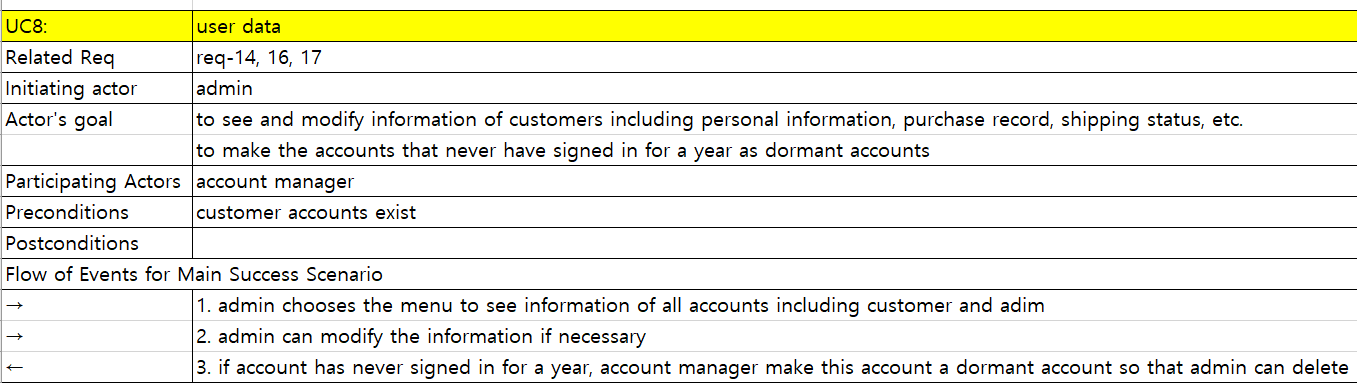 UC8: user data
Related Req req-14, 16, 17
Initiating actor admin
Actor's goal to see and modify information of customers including personal information, purchase record, shipping status, etc.
to make the accounts that never have signed in for a year as dormant accounts
Participating Actors account manager
Preconditions customer accounts exist
Postconditions
Flow of Events for Main Success Scenario
→ 1. admin chooses the menu to see information of all accounts including customer and adim
→ 2. admin can modify the information if necessary
← 3. if account has never signed in for a year, account manager make this account a dormant account so that admin can delete